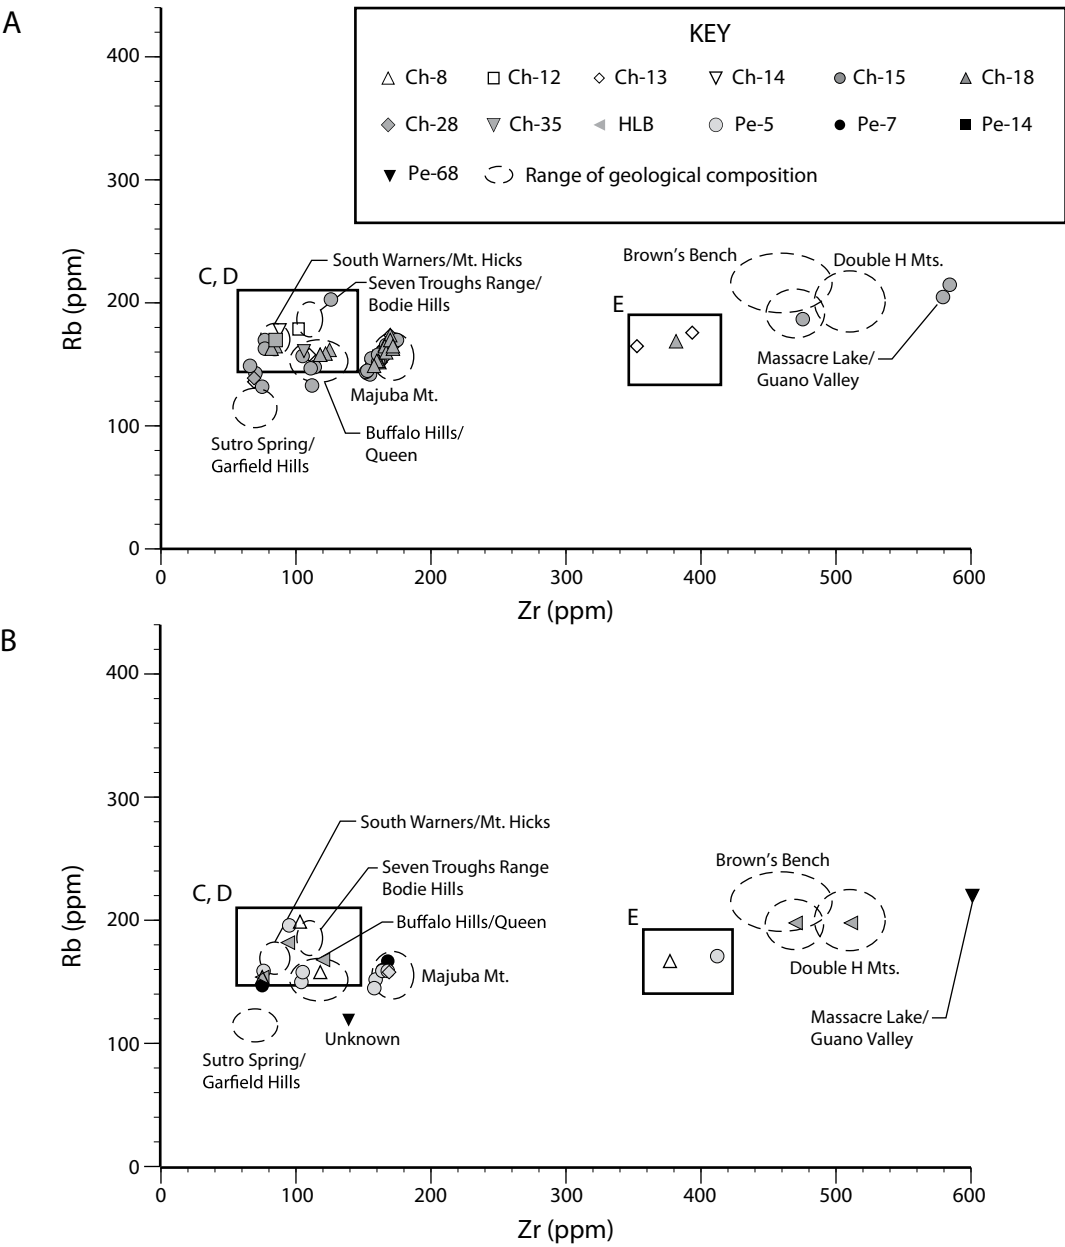 A
KEY
Ch-8 Ch-12 Ch-13 Ch-14 Ch-15 Ch-18
Ch-28 Ch-35 HLB Pe-5 Pe-7 Pe-14
Pe-68 Range of geological composition
400
300
200
100
0
Rb (ppm)
C, D
South Warners/Mt. Hicks
Seven Troughs Range/
Bodie Hills
Majuba Mt.
Buffalo Hills/
Queen
Sutro Spring/
Garfield Hills
Brown's Bench
Double H Mts.
E
Massacre Lake/
Guano Valley
0 100 200 300 400 500 600
Zr (ppm)
B
400
300
200
100
0
Rb (ppm)
South Warners/Mt. Hicks
Seven Troughs Range
Bodie Hills
C, D
Buffalo Hills/Queen
Majuba Mt.
Unknown
Sutro Spring/
Garfield Hills
Brown's Bench
E
Double H Mts.
Massacre Lake/
Guano Valley
0 100 200 300 400 500 600
Zr (ppm)